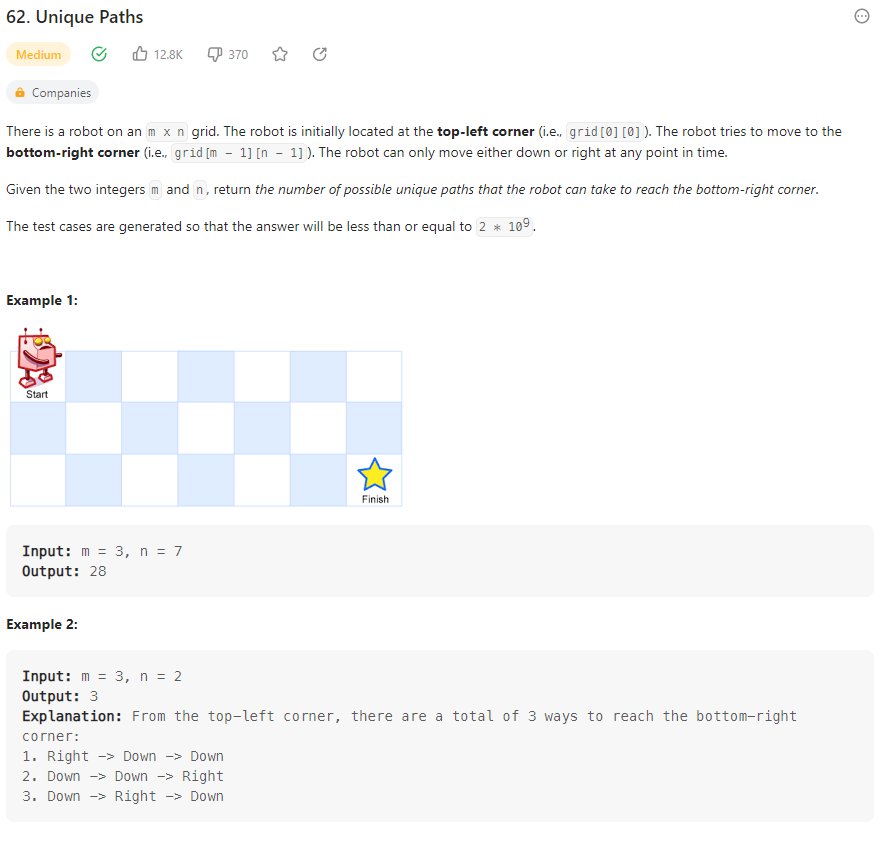 62. Unique Paths
Medium 12.8K 370
Companies
There is a robot on an m x n grid. The robot is initially located at the top-left corner (i.e., grid[0][0]). The robot tries to move to the
bottom-right corner (i.e., grid[m - 1][n - 1]). The robot can only move either down or right at any point in time.
Given the two integers m and n, return the number of possible unique paths that the robot can take to reach the bottom-right corner.
The test cases are generated so that the answer will be less than or equal to 2 * 10⁹.
Example 1:
Start
Finish
Input: m = 3, n = 7
Output: 28
Example 2:
Input: m = 3, n = 2
Output: 3
Explanation: From the top-left corner, there are a total of 3 ways to reach the bottom-right
corner:
1. Right -> Down -> Down
2. Down -> Down -> Right
3. Down -> Right -> Down